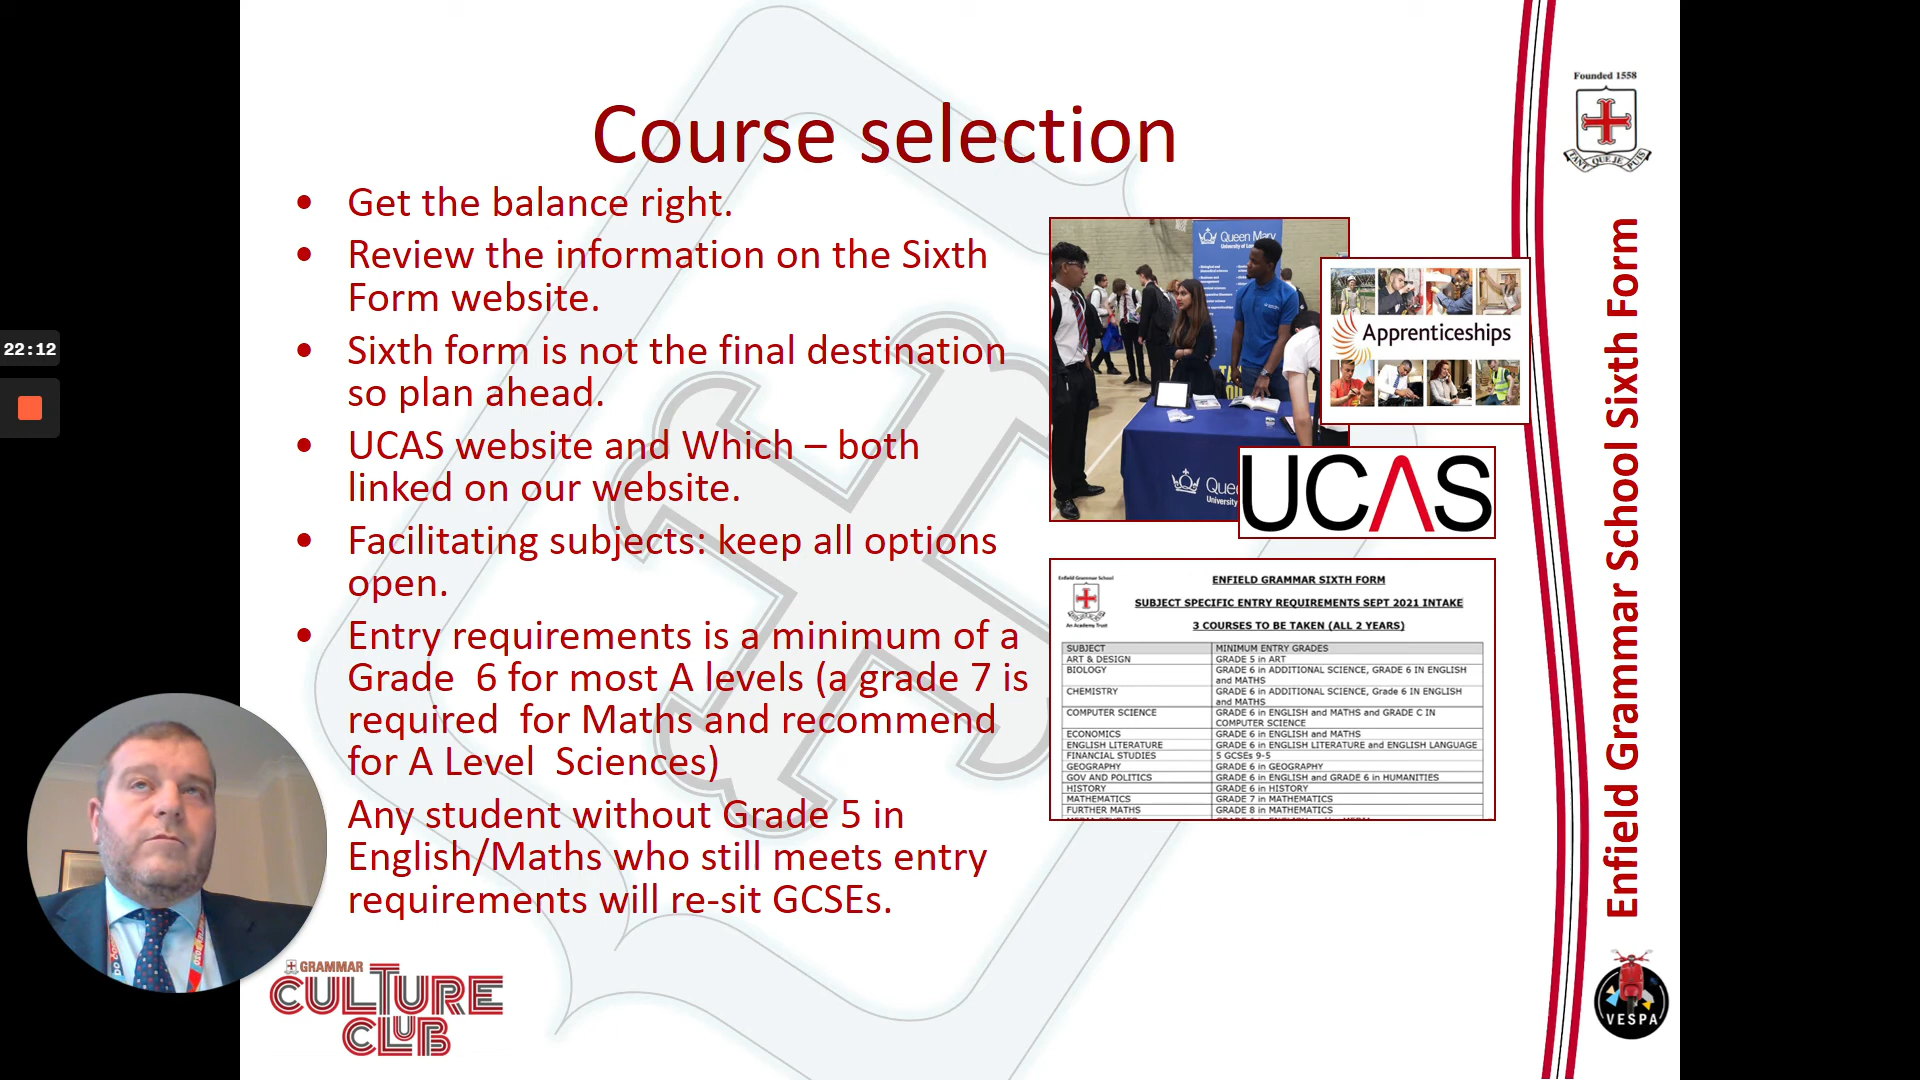 Course selection
• Get the balance right.
• Review the information on the Sixth
Form website.
• Sixth form is not the final destination
so plan ahead.
• UCAS website and Which – both
linked on our website.
• Facilitating subjects: keep all options
open.
• Entry requirements is a minimum of a
Grade 6 for most A levels (a grade 7 is
required for Maths and recommend
for A Level Sciences)
Any student without Grade 5 in
English/Maths who still meets entry
requirements will re-sit GCSEs.
22:12
GRAMMAR
CULTURE
CLUB
Queen Mary
University of Lon
Que
University
Apprenticeships
UCAS
Enfield Grammar School
An Academy Trust
ENFIELD GRAMMAR SIXTH FORM
SUBJECT SPECIFIC ENTRY REQUIREMENTS SEPT 2021 INTAKE
3 COURSES TO BE TAKEN (ALL 2 YEARS)
SUBJECT MINIMUM ENTRY GRADES
ART & DESIGN GRADE 5 in ART
BIOLOGY GRADE 6 in ADDITIONAL SCIENCE, GRADE 6 IN ENGLISH
and MATHS
CHEMISTRY GRADE 6 in ADDITIONAL SCIENCE, Grade 6 IN ENGLISH
and MATHS
COMPUTER SCIENCE GRADE 6 in ENGLISH and MATHS and GRADE C IN
COMPUTER SCIENCE
ECONOMICS GRADE 6 in ENGLISH and MATHS
ENGLISH LITERATURE GRADE 6 in ENGLISH LITERATURE and ENGLISH LANGUAGE
FINANCIAL STUDIES 5 GCSEs 9-5
GEOGRAPHY GRADE 6 in GEOGRAPHY
GOV AND POLITICS GRADE 6 in ENGLISH and GRADE 6 in HUMANITIES
HISTORY GRADE 6 in HISTORY
MATHEMATICS GRADE 7 in MATHEMATICS
FURTHER MATHS GRADE 8 in MATHEMATICS
Founded 1558
TANT QUE JE PUIS
Enfield Grammar School Sixth Form
VESPA